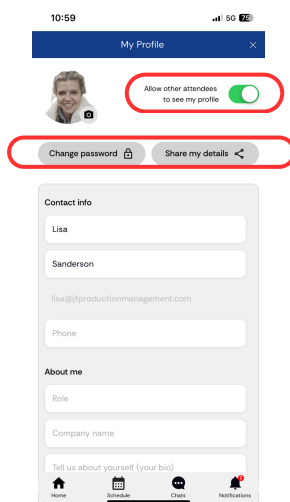 10:59
5G 75
My Profile
Allow other attendees
to see my profile
Change password
Share my details
Contact info
Lisa
Sanderson
lisa@jtproductionmanagement.com
Phone
About me
Role
Company name
Tell us about yourself (your bio)
Home
Schedule
Chats
Notifications